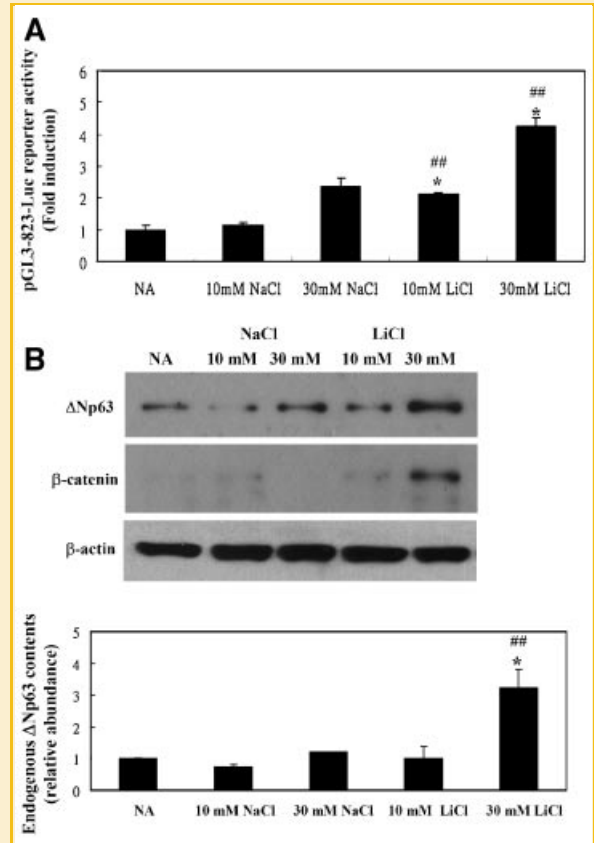 A
pGL3-823-Luc reporter activity
(Fold induction)
6
5
4
3
2
1
0
##
*
##
*
NA
10mM NaCl
30mM NaCl
10mM LiCl
30mM LiCl
B
NaCl
LiCl
NA
10 mM
30 mM
10 mM
30 mM
ΔNp63
β-catenin
β-actin
Endogenous ΔNp63 contents
(relative abundance)
5
4
3
2
1
0
##
*
NA
10 mM NaCl
30 mM NaCl
10 mM LiCl
30 mM LiCl